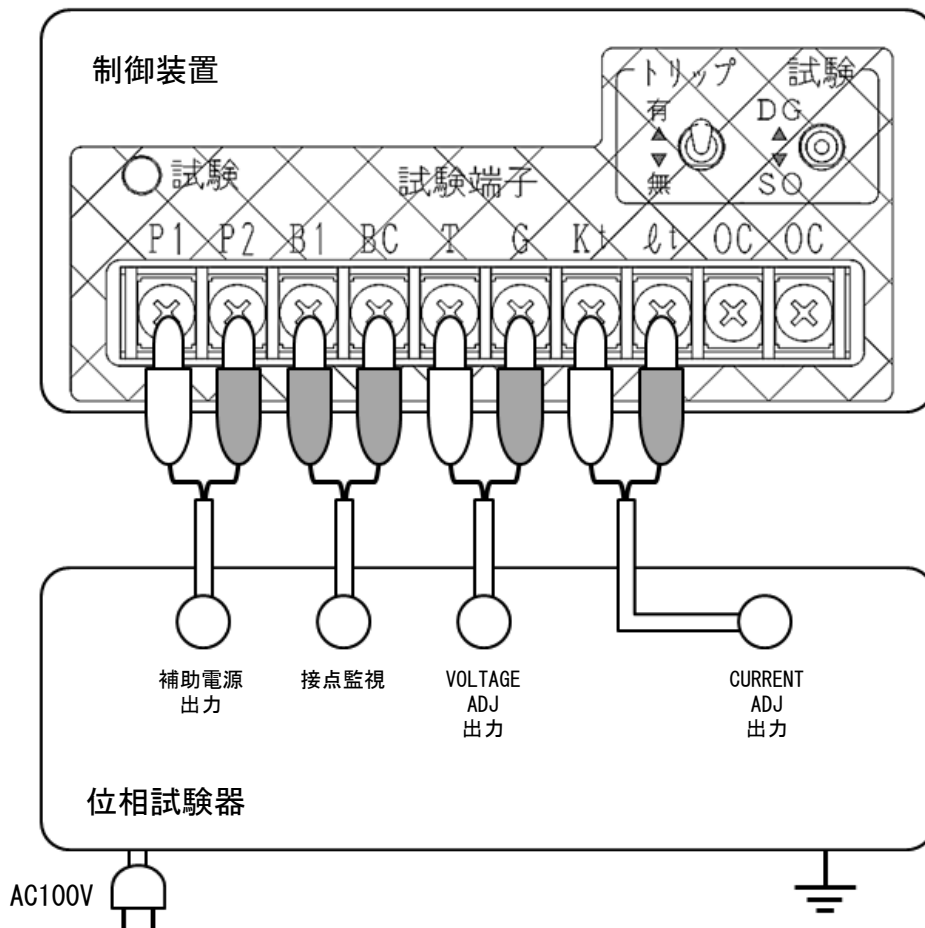 制御装置
トリップ 試験
有 DG
無 SO
試験 試験端子
P1 P2 B1 BC T G Kt ℓt OC OC
補助電源
出力
接点監視
VOLTAGE
ADJ
出力
CURRENT
ADJ
出力
位相試験器
AC100V